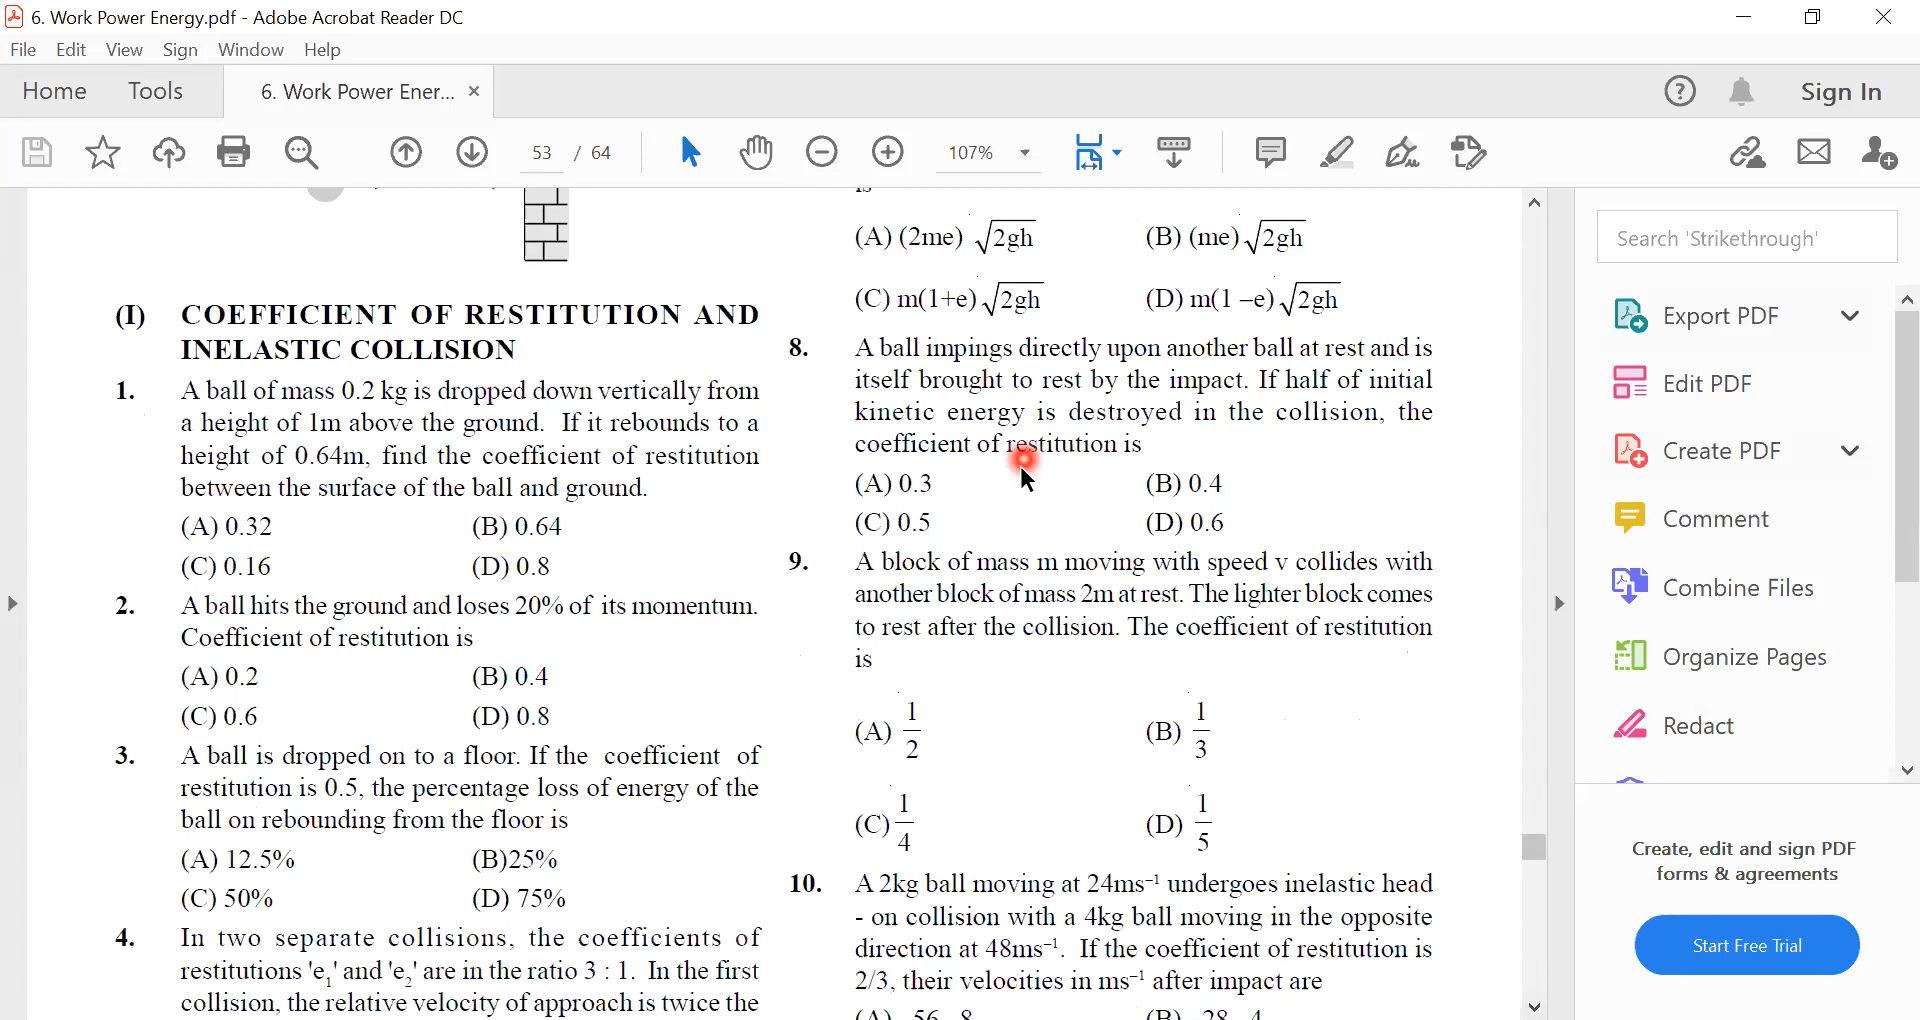 6. Work Power Energy.pdf - Adobe Acrobat Reader DC
File Edit View Sign Window Help
Home Tools 6. Work Power Ener... × Sign In
53 / 64 107%
(I) COEFFICIENT OF RESTITUTION AND
INELASTIC COLLISION
1. A ball of mass 0.2 kg is dropped down vertically from
a height of 1m above the ground. If it rebounds to a
height of 0.64m, find the coefficient of restitution
between the surface of the ball and ground.
(A) 0.32 (B) 0.64
(C) 0.16 (D) 0.8
2. A ball hits the ground and loses 20% of its momentum.
Coefficient of restitution is
(A) 0.2 (B) 0.4
(C) 0.6 (D) 0.8
3. A ball is dropped on to a floor. If the coefficient of
restitution is 0.5, the percentage loss of energy of the
ball on rebounding from the floor is
(A) 12.5% (B)25%
(C) 50% (D) 75%
4. In two separate collisions, the coefficients of
restitutions 'e₁' and 'e₂' are in the ratio 3 : 1. In the first
collision, the relative velocity of approach is twice the
is
(A) (2me) √2gh (B) (me) √2gh
(C) m(1+e) √2gh (D) m(1 –e) √2gh
8. A ball impings directly upon another ball at rest and is
itself brought to rest by the impact. If half of initial
kinetic energy is destroyed in the collision, the
coefficient of restitution is
(A) 0.3 (B) 0.4
(C) 0.5 (D) 0.6
9. A block of mass m moving with speed v collides with
another block of mass 2m at rest. The lighter block comes
to rest after the collision. The coefficient of restitution
is
(A) 1/2 (B) 1/3
(C) 1/4 (D) 1/5
10. A 2kg ball moving at 24ms⁻¹ undergoes inelastic head
- on collision with a 4kg ball moving in the opposite
direction at 48ms⁻¹. If the coefficient of restitution is
2/3, their velocities in ms⁻¹ after impact are
Search 'Strikethrough'
Export PDF
Edit PDF
Create PDF
Comment
Combine Files
Organize Pages
Redact
Create, edit and sign PDF
forms & agreements
Start Free Trial